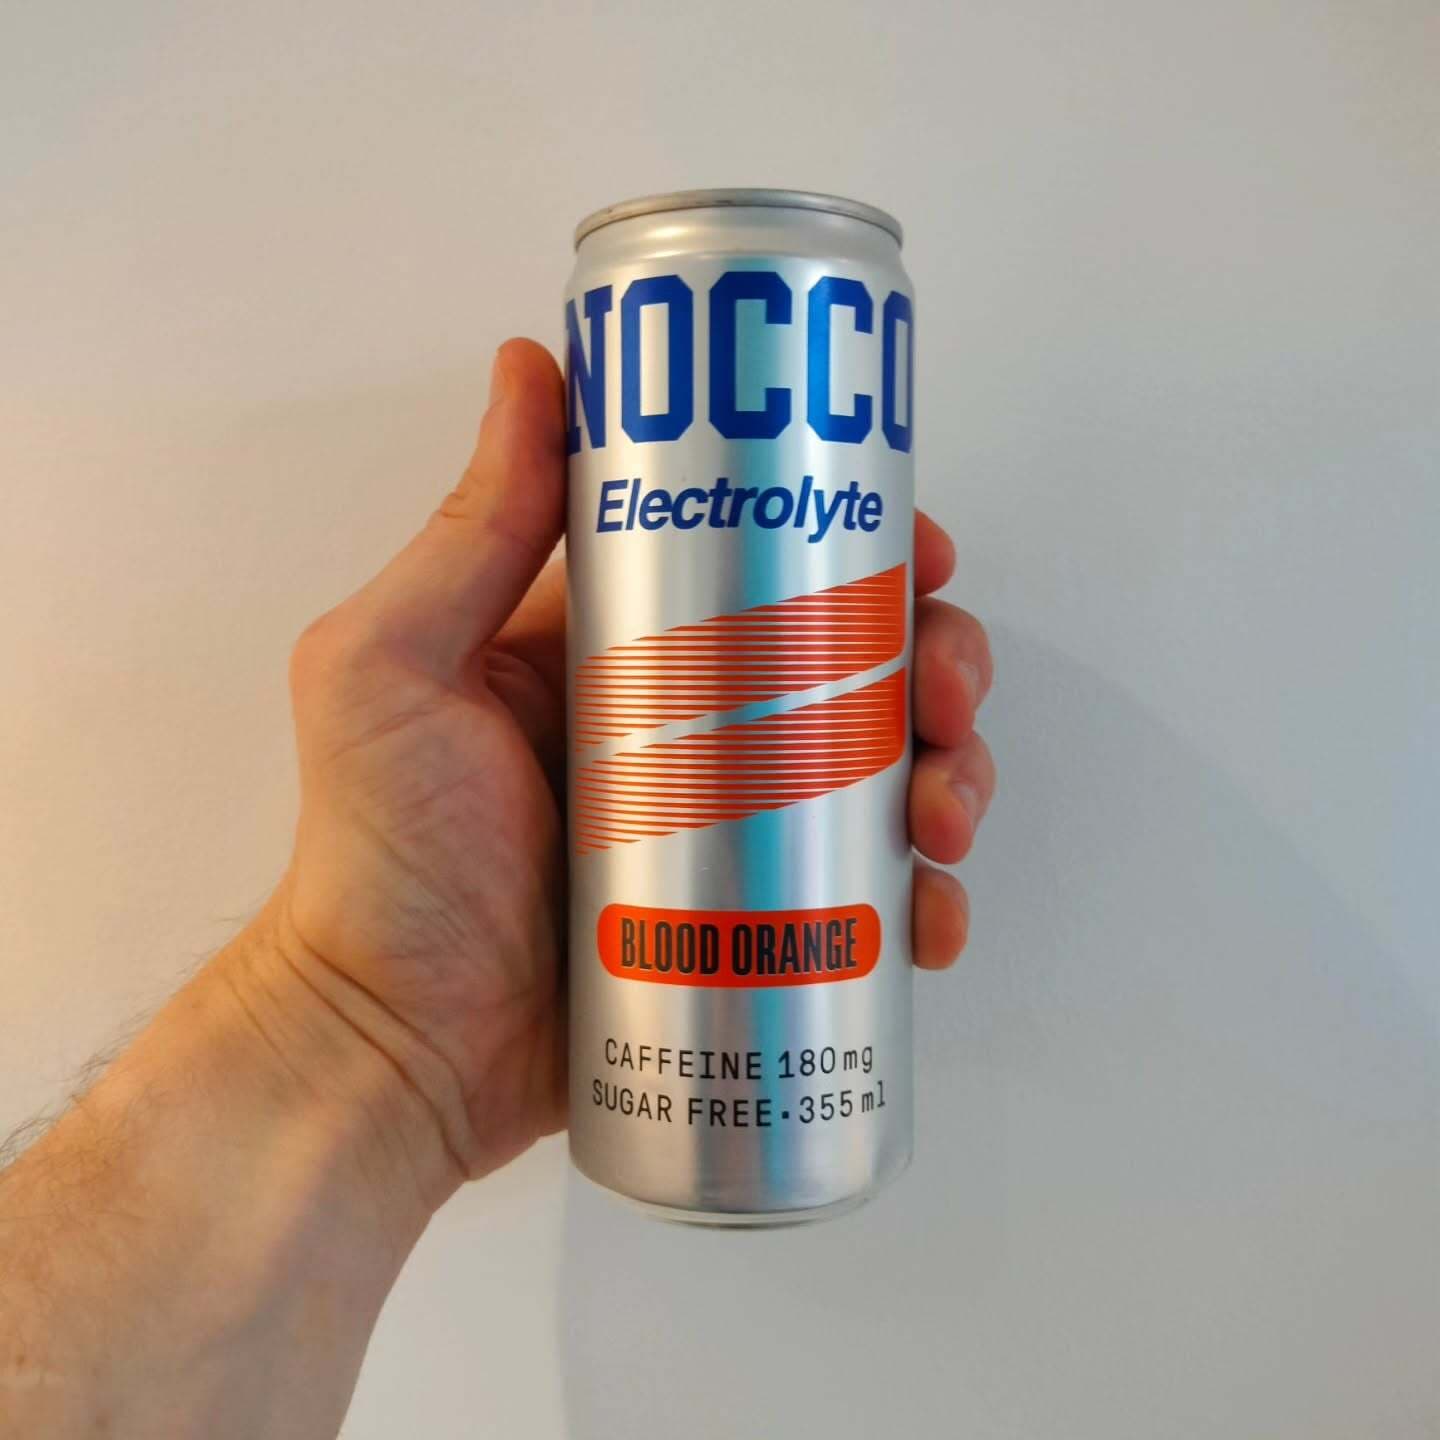 NOCCO
Electrolyte
BLOOD ORANGE
CAFFEINE 180mg
SUGAR FREE·355ml